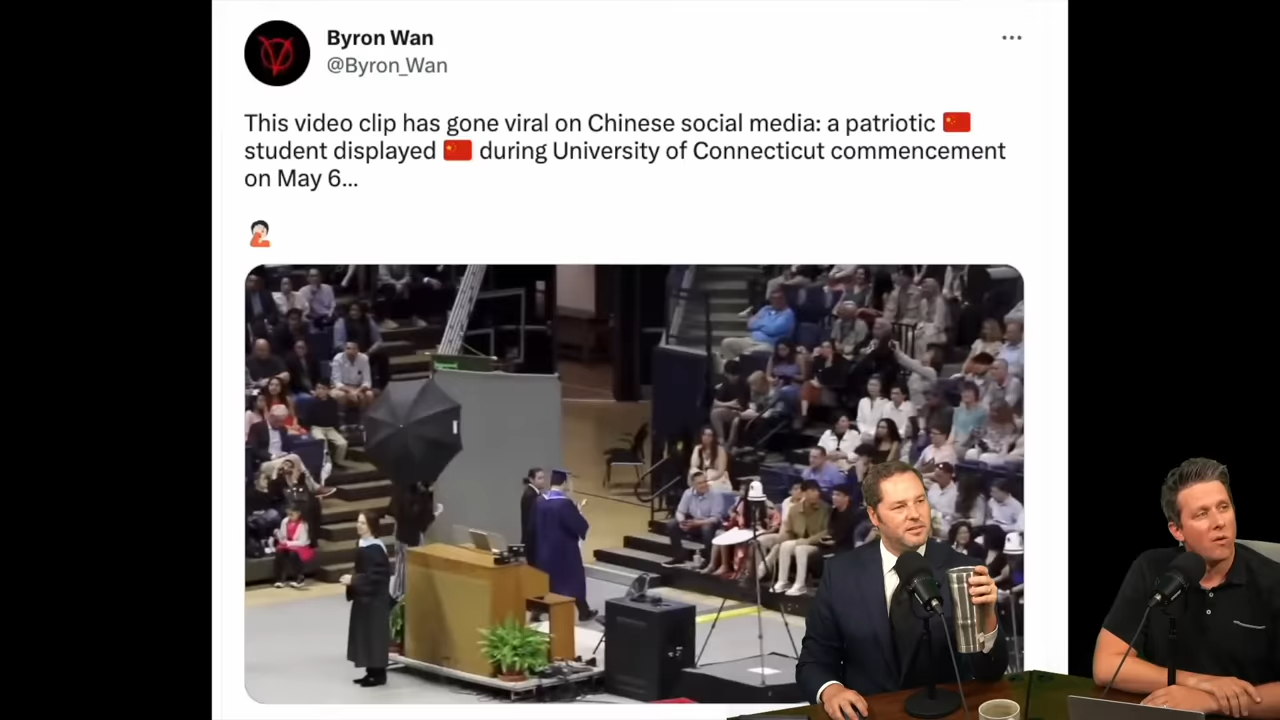 Byron Wan
@Byron_Wan
This video clip has gone viral on Chinese social media: a patriotic 🇨🇳
student displayed 🇨🇳 during University of Connecticut commencement
on May 6...